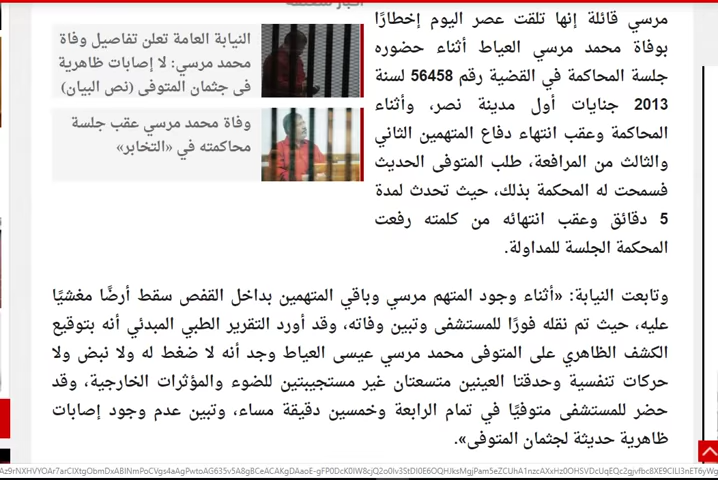 مرسي قائلة إنها تلقت عصر اليوم إخطارًا
بوفاة محمد مرسي العياط أثناء حضوره
جلسة المحاكمة في القضية رقم 56458 لسنة
2013 جنايات أول مدينة نصر، وأثناء
المحاكمة وعقب انتهاء دفاع المتهمين الثاني
والثالث من المرافعة، طلب المتوفى الحديث
فسمحت له المحكمة بذلك، حيث تحدث لمدة
5 دقائق وعقب انتهائه من كلمته رفعت
المحكمة الجلسة للمداولة.
النيابة العامة تعلن تفاصيل وفاة
محمد مرسي: لا إصابات ظاهرية
فى جثمان المتوفى (نص البيان)
وفاة محمد مرسي عقب جلسة
محاكمته في «التخابر»
وتابعت النيابة: «أثناء وجود المتهم مرسي وباقي المتهمين بداخل القفص سقط أرضًا مغشيًا
عليه، حيث تم نقله فورًا للمستشفى وتبين وفاته، وقد أورد التقرير الطبي المبدئي أنه بتوقيع
الكشف الظاهري على المتوفى محمد مرسي عيسى العياط وجد أنه لا ضغط له ولا نبض ولا
حركات تنفسية وحدقتا العينين متسعتان غير مستجيبتين للضوء والمؤثرات الخارجية، وقد
حضر للمستشفى متوفيًا في تمام الرابعة وخمسين دقيقة مساء، وتبين عدم وجود إصابات
ظاهرية حديثة لجثمان المتوفى».